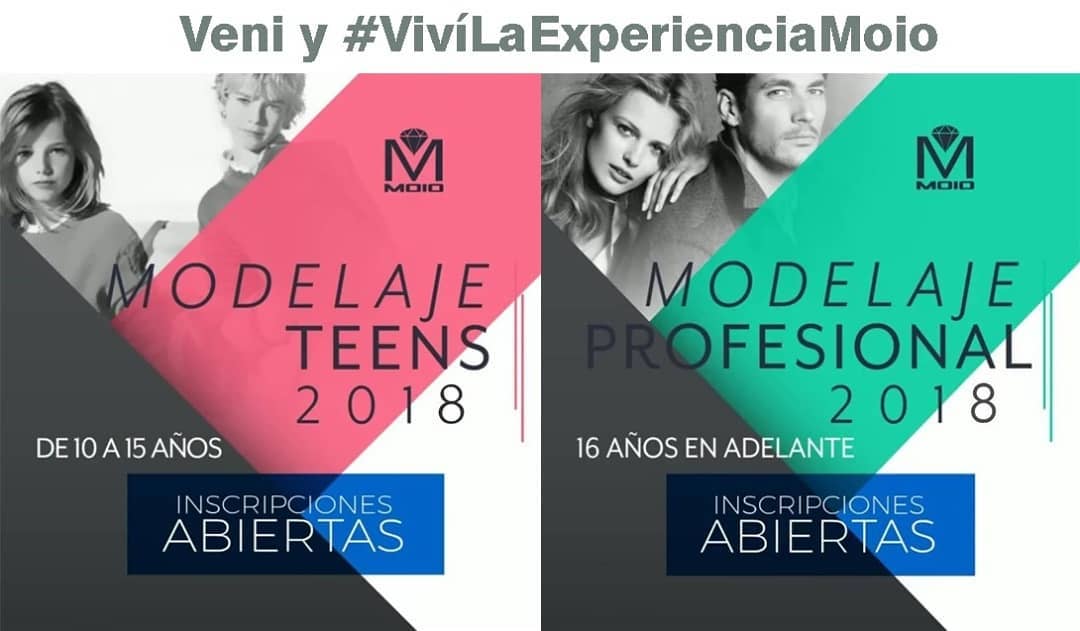 Veni y #VivíLaExperienciaMoio
M
MOIO
MODELAJE
TEENS
2018
DE 10 A 15 AÑOS
INSCRIPCIONES
ABIERTAS
M
MOIO
MODELAJE
PROFESIONAL
2018
16 AÑOS EN ADELANTE
INSCRIPCIONES
ABIERTAS